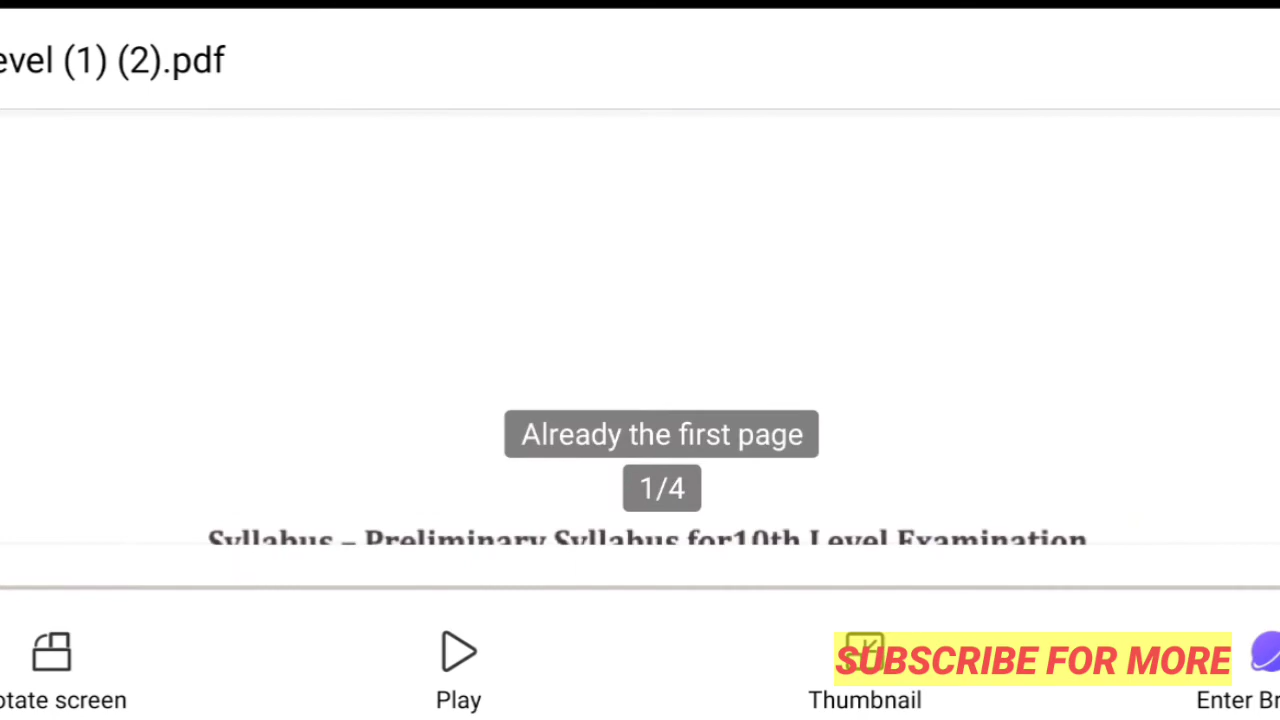 evel (1) (2).pdf
Already the first page
1/4
Syllabus – Preliminary Syllabus for10th Level Examination
SUBSCRIBE FOR MORE
otate screen
Play
Thumbnail
Enter Br